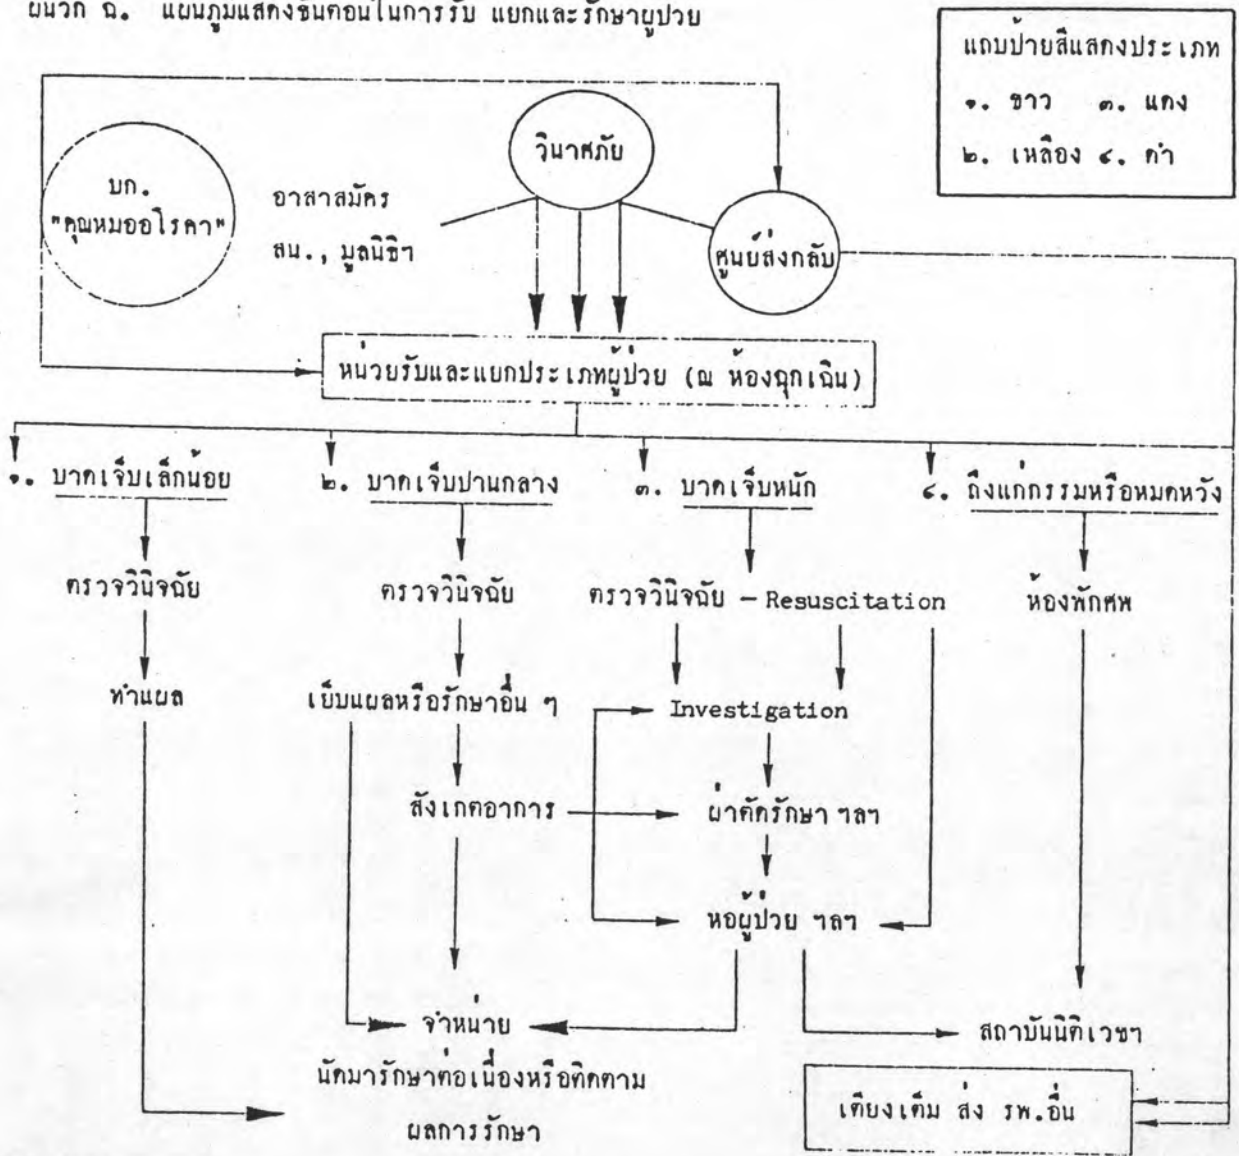 ผนวก ฉ. แผนภูมิแสดงขั้นตอนในการรับ แยกและรักษาผู้ป่วย
แถบป้ายสีแสดงประเภท
๑. ขาว ๓. แดง
๒. เหลือง ๔. ดำ
วินาศภัย
บก.
"คุณหมออโรคา"
อาสาสมัคร
สน., มูลนิธิฯ
ศูนย์ส่งกลับ
หน่วยรับและแยกประเภทผู้ป่วย (ณ ห้องฉุกเฉิน)
๑. บาดเจ็บเล็กน้อย
๒. บาดเจ็บปานกลาง
๓. บาดเจ็บหนัก
๔. ถึงแก่กรรมหรือหมดหวัง
ตรวจวินิจฉัย
ตรวจวินิจฉัย
ตรวจวินิจฉัย – Resuscitation
ห้องพักศพ
ทำแผล
เย็บแผลหรือรักษาอื่น ๆ
Investigation
สังเกตอาการ
ผ่าตัดรักษา ฯลฯ
หอผู้ป่วย ฯลฯ
จำหน่าย
สถาบันนิติเวชฯ
นัดมารักษาต่อเนื่องหรือติดตาม
ผลการรักษา
เตียงเต็ม ส่ง รพ.อื่น